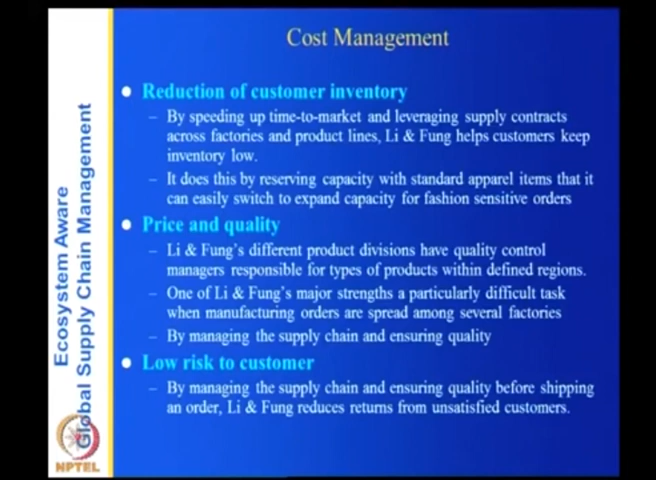 Cost Management
Reduction of customer inventory
– By speeding up time-to-market and leveraging supply contracts
across factories and product lines, Li & Fung helps customers keep
inventory low.
– It does this by reserving capacity with standard apparel items that it
can easily switch to expand capacity for fashion sensitive orders
Price and quality
– Li & Fung's different product divisions have quality control
managers responsible for types of products within defined regions.
– One of Li & Fung's major strengths a particularly difficult task
when manufacturing orders are spread among several factories
– By managing the supply chain and ensuring quality
Low risk to customer
– By managing the supply chain and ensuring quality before shipping
an order, Li & Fung reduces returns from unsatisfied customers.
Ecosystem Aware
Global Supply Chain Management
NPTEL